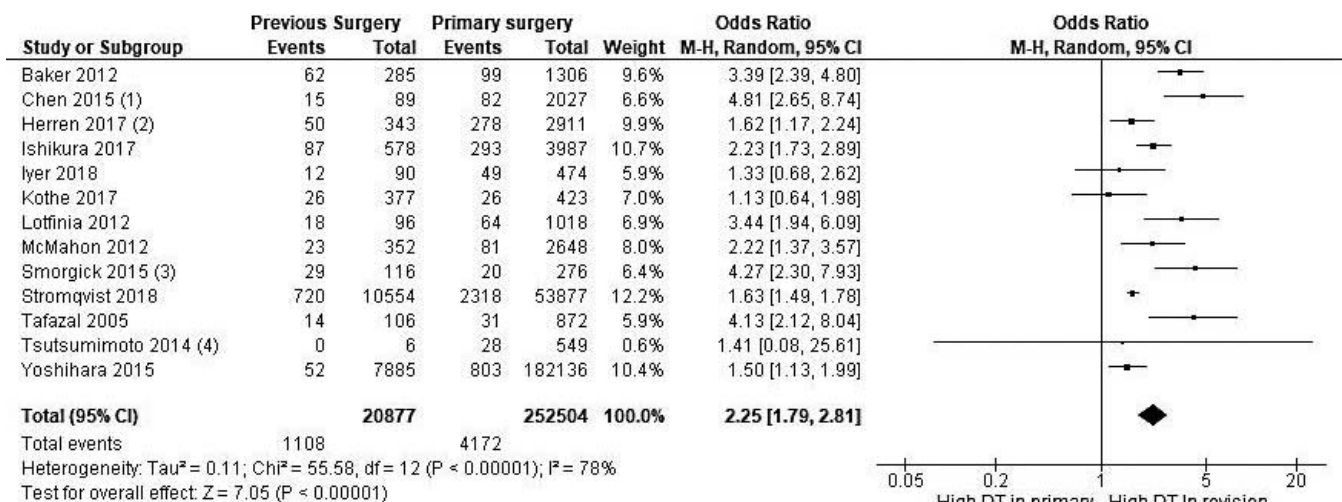 Previous Surgery Primary surgery Odds Ratio Odds Ratio
Study or Subgroup Events Total Events Total Weight M-H, Random, 95% CI M-H, Random, 95% CI
Baker 2012 62 285 99 1306 9.6% 3.39 [2.39, 4.80]
Chen 2015 (1) 15 89 82 2027 6.6% 4.81 [2.65, 8.74]
Herren 2017 (2) 50 343 278 2911 9.9% 1.62 [1.17, 2.24]
Ishikura 2017 87 578 293 3987 10.7% 2.23 [1.73, 2.89]
Iyer 2018 12 90 49 474 5.9% 1.33 [0.68, 2.62]
Kothe 2017 26 377 26 423 7.0% 1.13 [0.64, 1.98]
Lotfinia 2012 18 96 64 1018 6.9% 3.44 [1.94, 6.09]
McMahon 2012 23 352 81 2648 8.0% 2.22 [1.37, 3.57]
Smorgick 2015 (3) 29 116 20 276 6.4% 4.27 [2.30, 7.93]
Stromqvist 2018 720 10554 2318 53877 12.2% 1.63 [1.49, 1.78]
Tafazal 2005 14 106 31 872 5.9% 4.13 [2.12, 8.04]
Tsutsumimoto 2014 (4) 0 6 28 549 0.6% 1.41 [0.08, 25.61]
Yoshihara 2015 52 7885 803 182136 10.4% 1.50 [1.13, 1.99]
Total (95% CI) 20877 252504 100.0% 2.25 [1.79, 2.81]
Total events 1108 4172
Heterogeneity: Tau² = 0.11; Chi² = 55.58, df = 12 (P < 0.00001); I² = 78%
Test for overall effect: Z = 7.05 (P < 0.00001)
0.05 0.2 1 5 20
High DT in primary High DT In revision